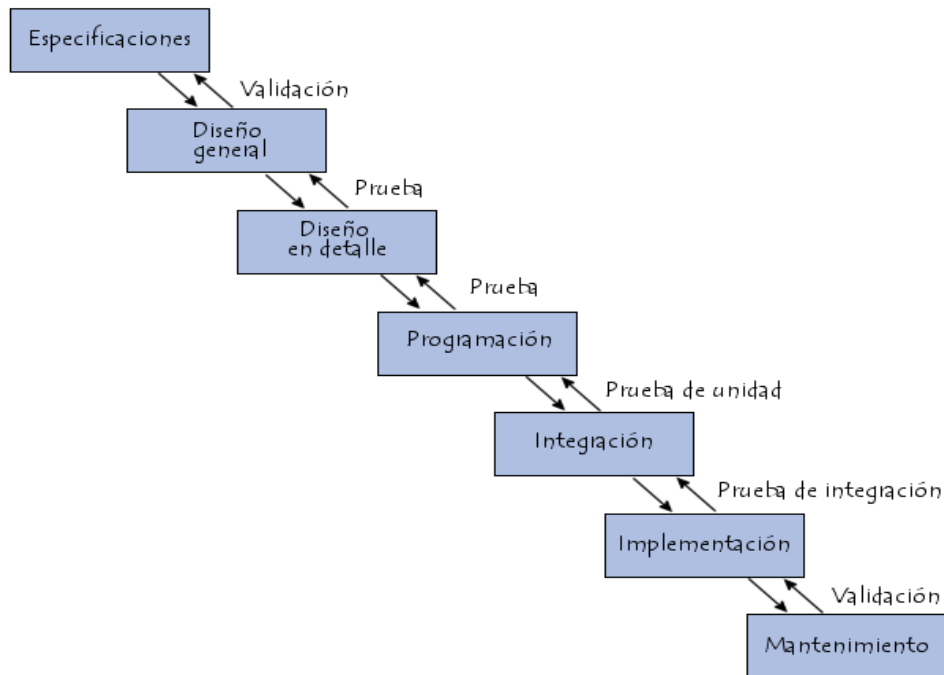 Especificaciones
Validación
Diseño
general
Prueba
Diseño
en detalle
Prueba
Programación
Prueba de unidad
Integración
Prueba de integración
Implementación
Validación
Mantenimiento